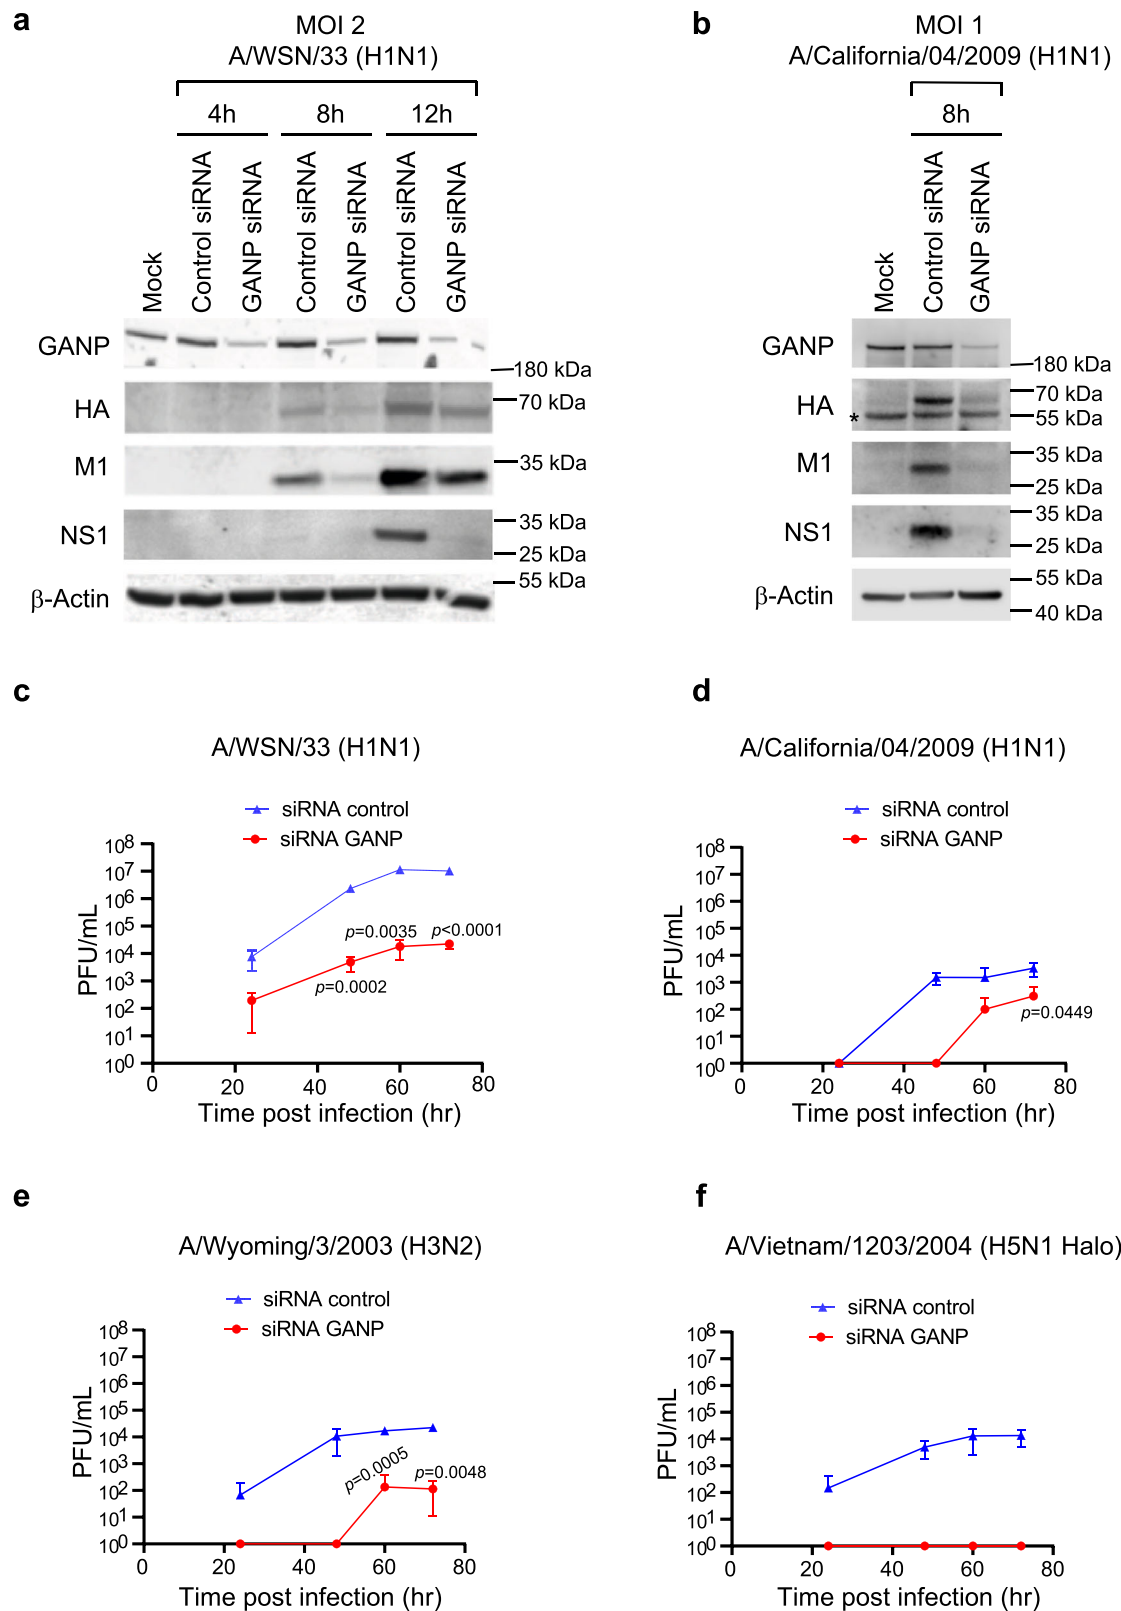 a
MOI 2
A/WSN/33 (H1N1)
4h 8h 12h
Mock
Control siRNA
GANP siRNA
Control siRNA
GANP siRNA
Control siRNA
GANP siRNA
GANP
180 kDa
HA
70 kDa
M1
35 kDa
NS1
35 kDa
25 kDa
β-Actin
55 kDa
b
MOI 1
A/California/04/2009 (H1N1)
8h
Mock
Control siRNA
GANP siRNA
GANP
180 kDa
HA
70 kDa
*
55 kDa
M1
35 kDa
25 kDa
NS1
35 kDa
25 kDa
β-Actin
55 kDa
40 kDa
c
A/WSN/33 (H1N1)
siRNA control
siRNA GANP
PFU/mL
10⁸
10⁷
10⁶
10⁵
10⁴
10³
10²
10¹
10⁰
p=0.0035 p<0.0001
p=0.0002
0 20 40 60 80
Time post infection (hr)
d
A/California/04/2009 (H1N1)
siRNA control
siRNA GANP
PFU/mL
10⁸
10⁷
10⁶
10⁵
10⁴
10³
10²
10¹
10⁰
p=0.0449
0 20 40 60 80
Time post infection (hr)
e
A/Wyoming/3/2003 (H3N2)
siRNA control
siRNA GANP
PFU/mL
10⁸
10⁷
10⁶
10⁵
10⁴
10³
10²
10¹
10⁰
p=0.0005
p=0.0048
0 20 40 60 80
Time post infection (hr)
f
A/Vietnam/1203/2004 (H5N1 Halo)
siRNA control
siRNA GANP
PFU/mL
10⁸
10⁷
10⁶
10⁵
10⁴
10³
10²
10¹
10⁰
0 20 40 60 80
Time post infection (hr)